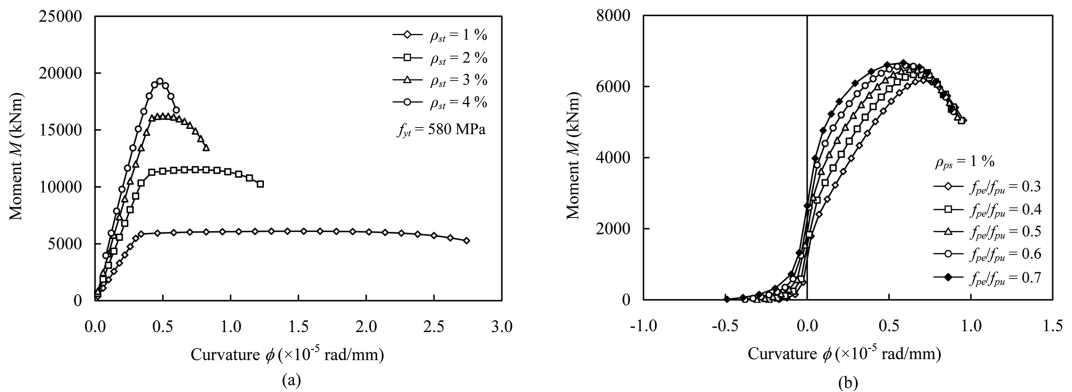 25000
20000
15000
10000
5000
0
Moment M (kNm)
0.0 0.5 1.0 1.5 2.0 2.5 3.0
Curvature ϕ (×10⁻⁵ rad/mm)
ρst = 1 %
ρst = 2 %
ρst = 3 %
ρst = 4 %
fyt = 580 MPa
(a)
8000
6000
4000
2000
0
Moment M (kNm)
-1.0 -0.5 0.0 0.5 1.0 1.5
Curvature ϕ (×10⁻⁵ rad/mm)
ρps = 1 %
fpe/fpu = 0.3
fpe/fpu = 0.4
fpe/fpu = 0.5
fpe/fpu = 0.6
fpe/fpu = 0.7
(b)